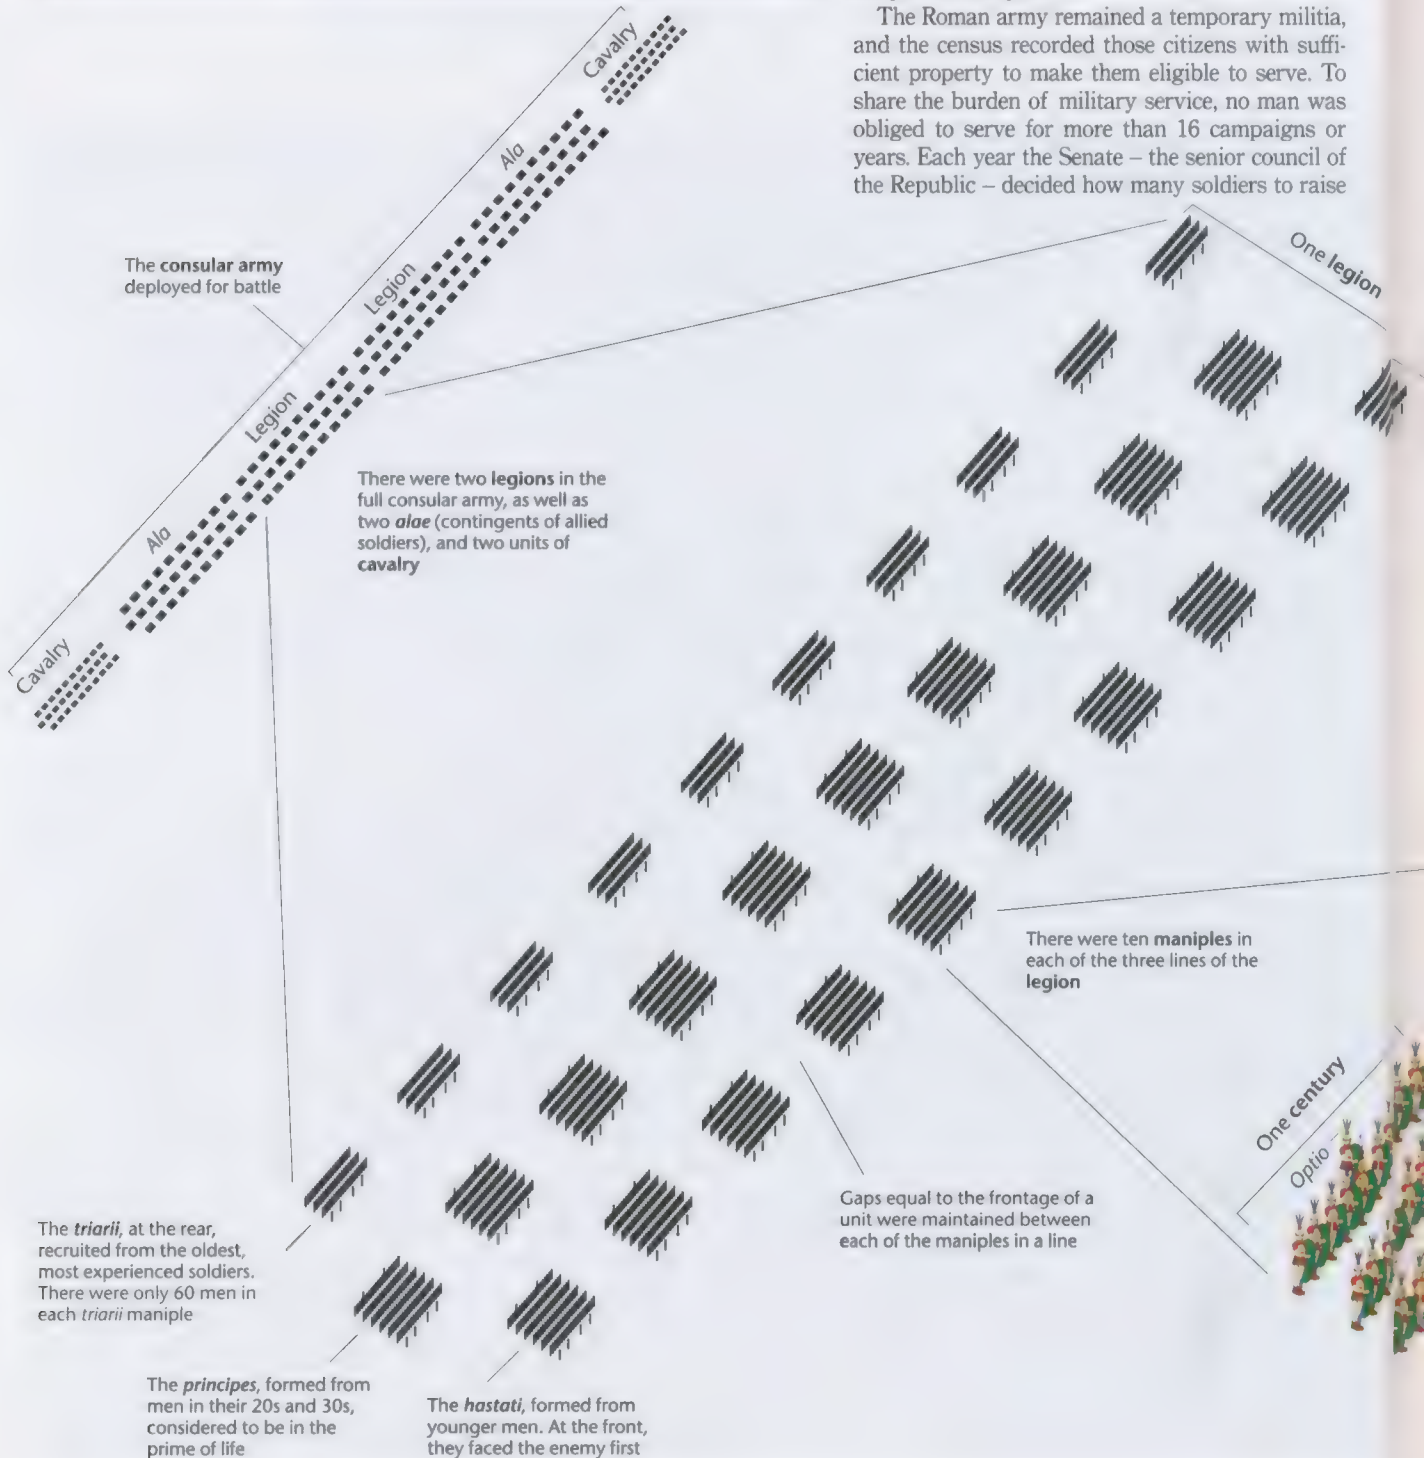 The Roman army remained a temporary militia,
and the census recorded those citizens with suffi-
cient property to make them eligible to serve. To
share the burden of military service, no man was
obliged to serve for more than 16 campaigns or
years. Each year the Senate – the senior council of
the Republic – decided how many soldiers to raise
Cavalry
Ala
Legion
Legion
Ala
Cavalry
The consular army
deployed for battle
One legion
There were two legions in the
full consular army, as well as
two alae (contingents of allied
soldiers), and two units of
cavalry
There were ten maniples in
each of the three lines of the
legion
One century
Optio
Gaps equal to the frontage of a
unit were maintained between
each of the maniples in a line
The triarii, at the rear,
recruited from the oldest,
most experienced soldiers.
There were only 60 men in
each triarii maniple
The principes, formed from
men in their 20s and 30s,
considered to be in the
prime of life
The hastati, formed from
younger men. At the front,
they faced the enemy first